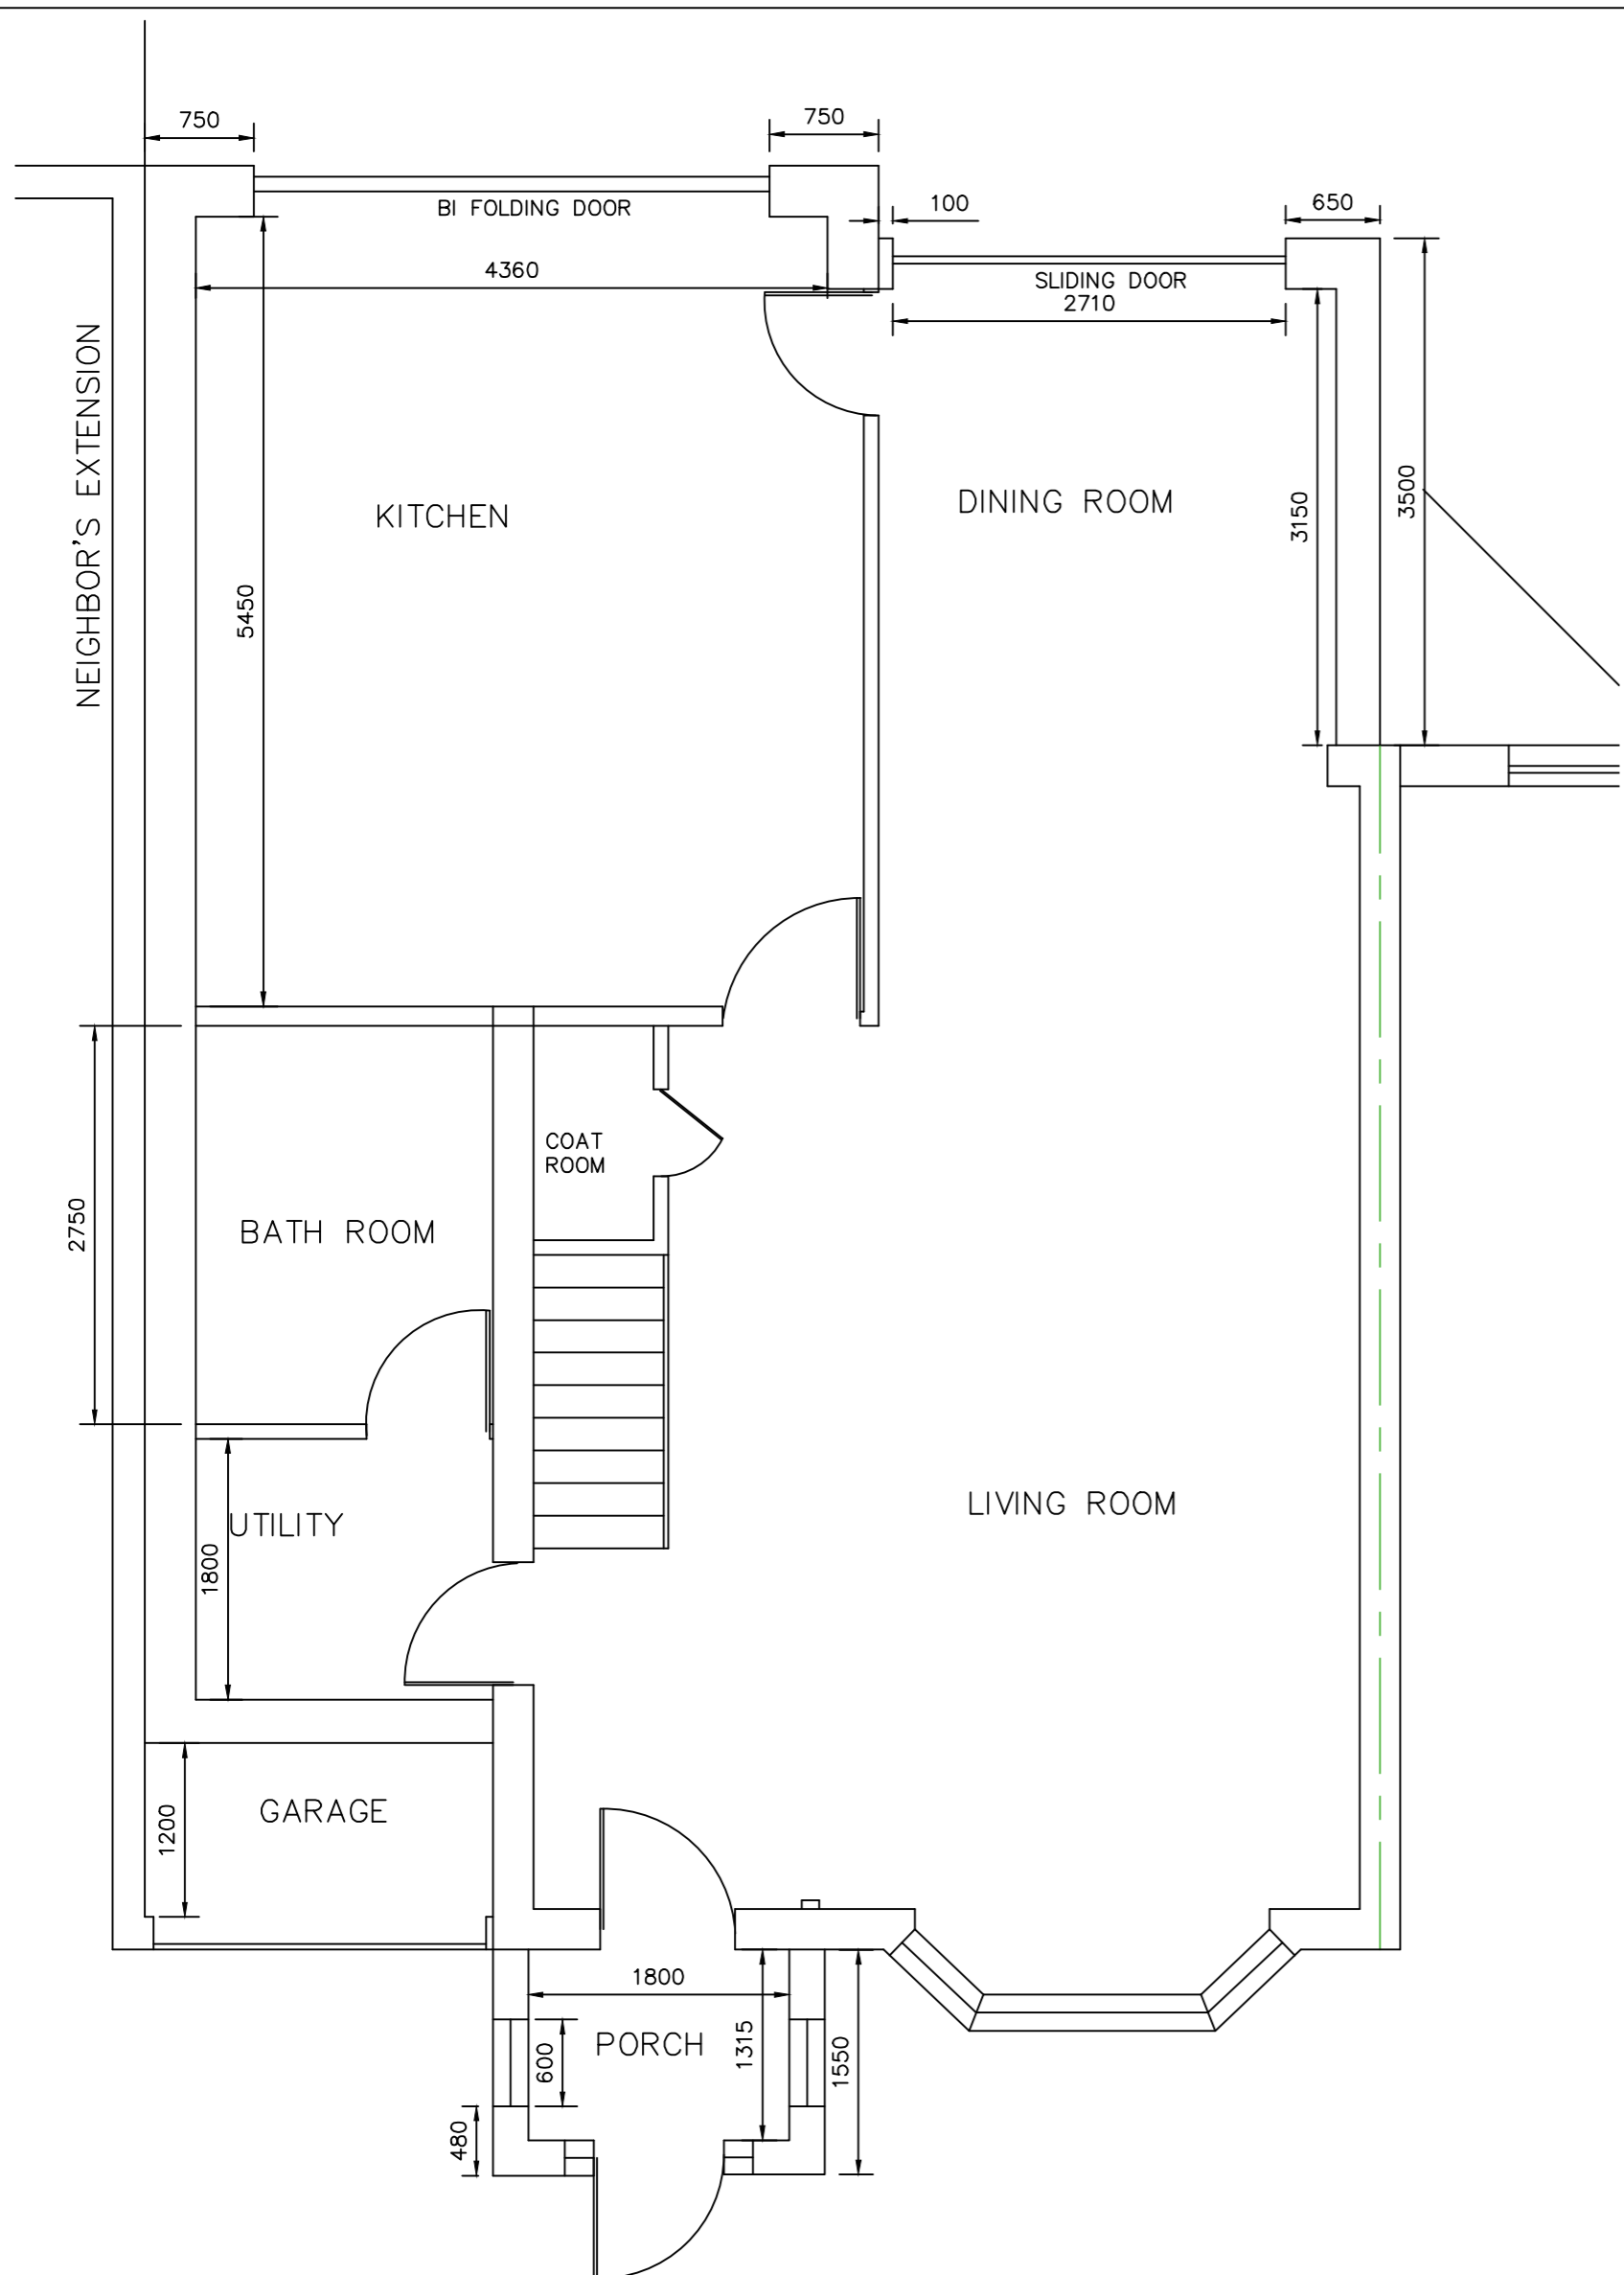 750
750
BI FOLDING DOOR
100
650
4360
SLIDING DOOR
2710
NEIGHBOR'S EXTENSION
KITCHEN
DINING ROOM
3150
3500
5450
COAT
ROOM
2750
BATH ROOM
LIVING ROOM
UTILITY
1800
GARAGE
1200
1800
PORCH
600
1315
1550
480